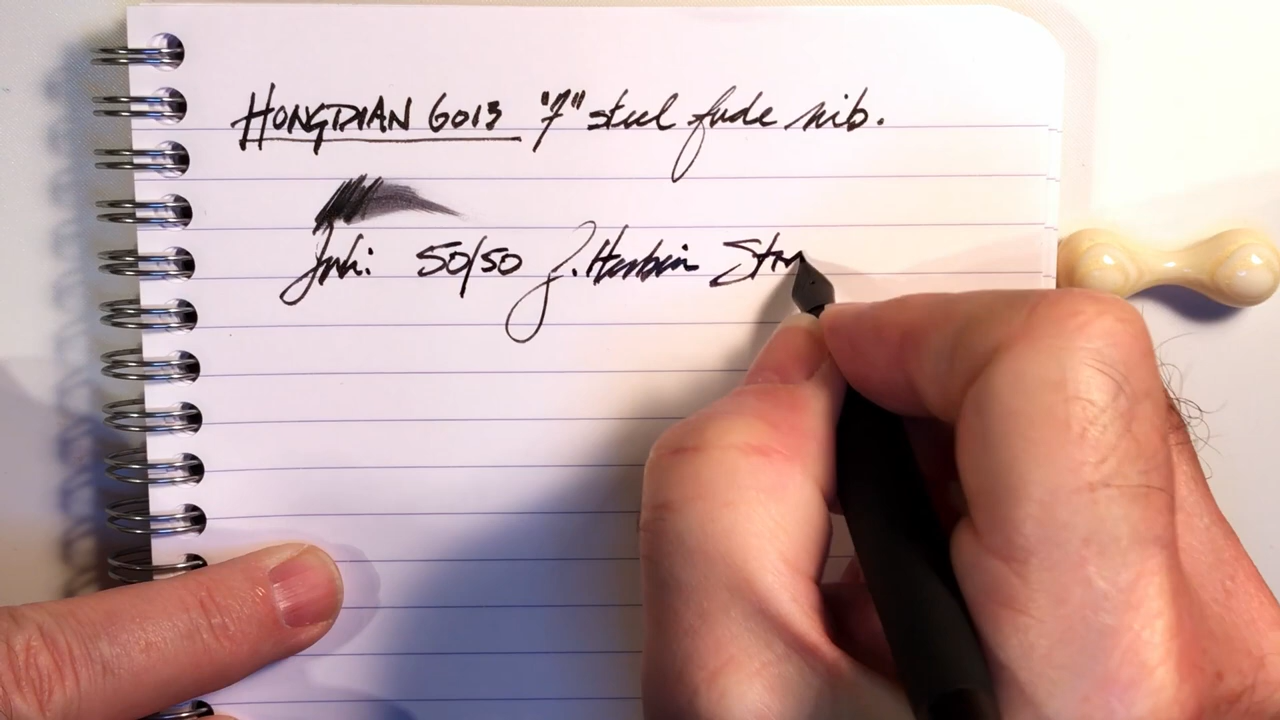 HONGDIAN 6013 "7" steel fude nib.
Ink: 50/50 J. Herbin Stor